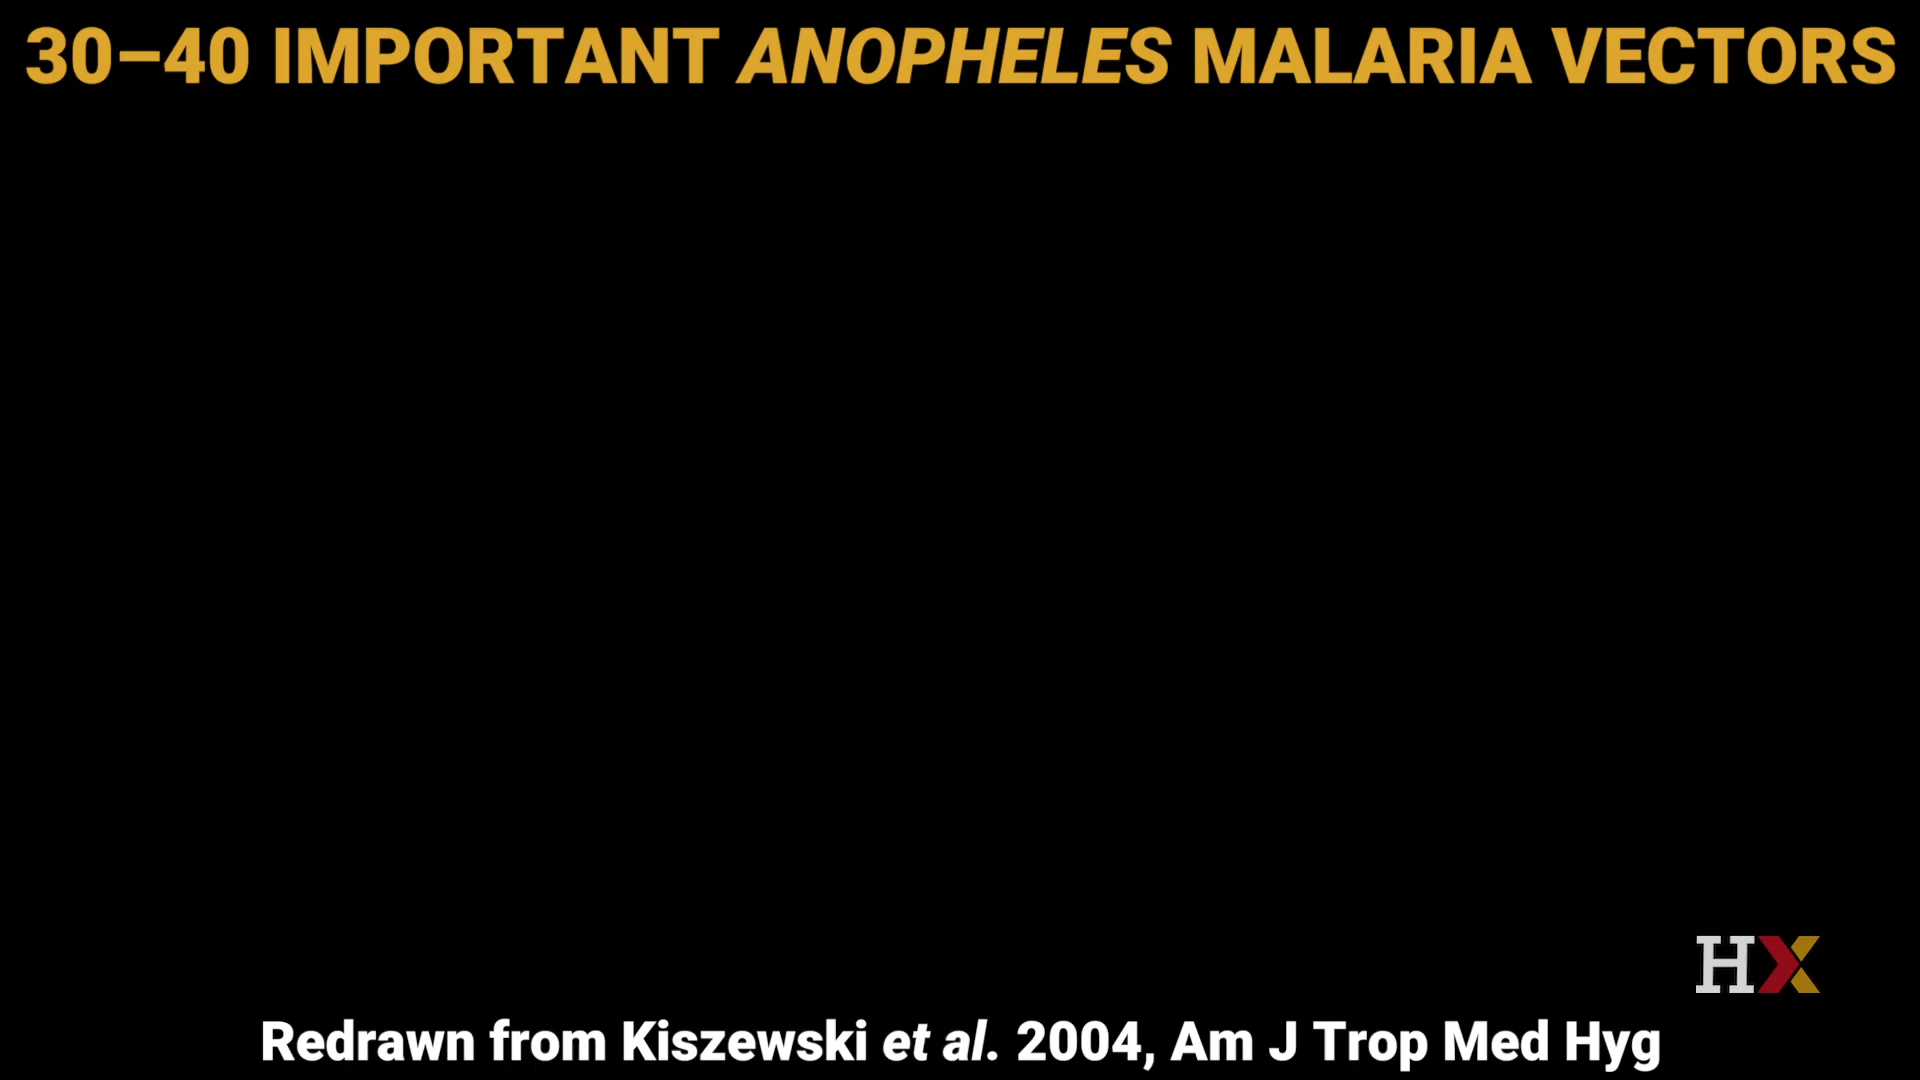 30–40 IMPORTANT ANOPHELES MALARIA VECTORS
HX
Redrawn from Kiszewski et al. 2004, Am J Trop Med Hyg